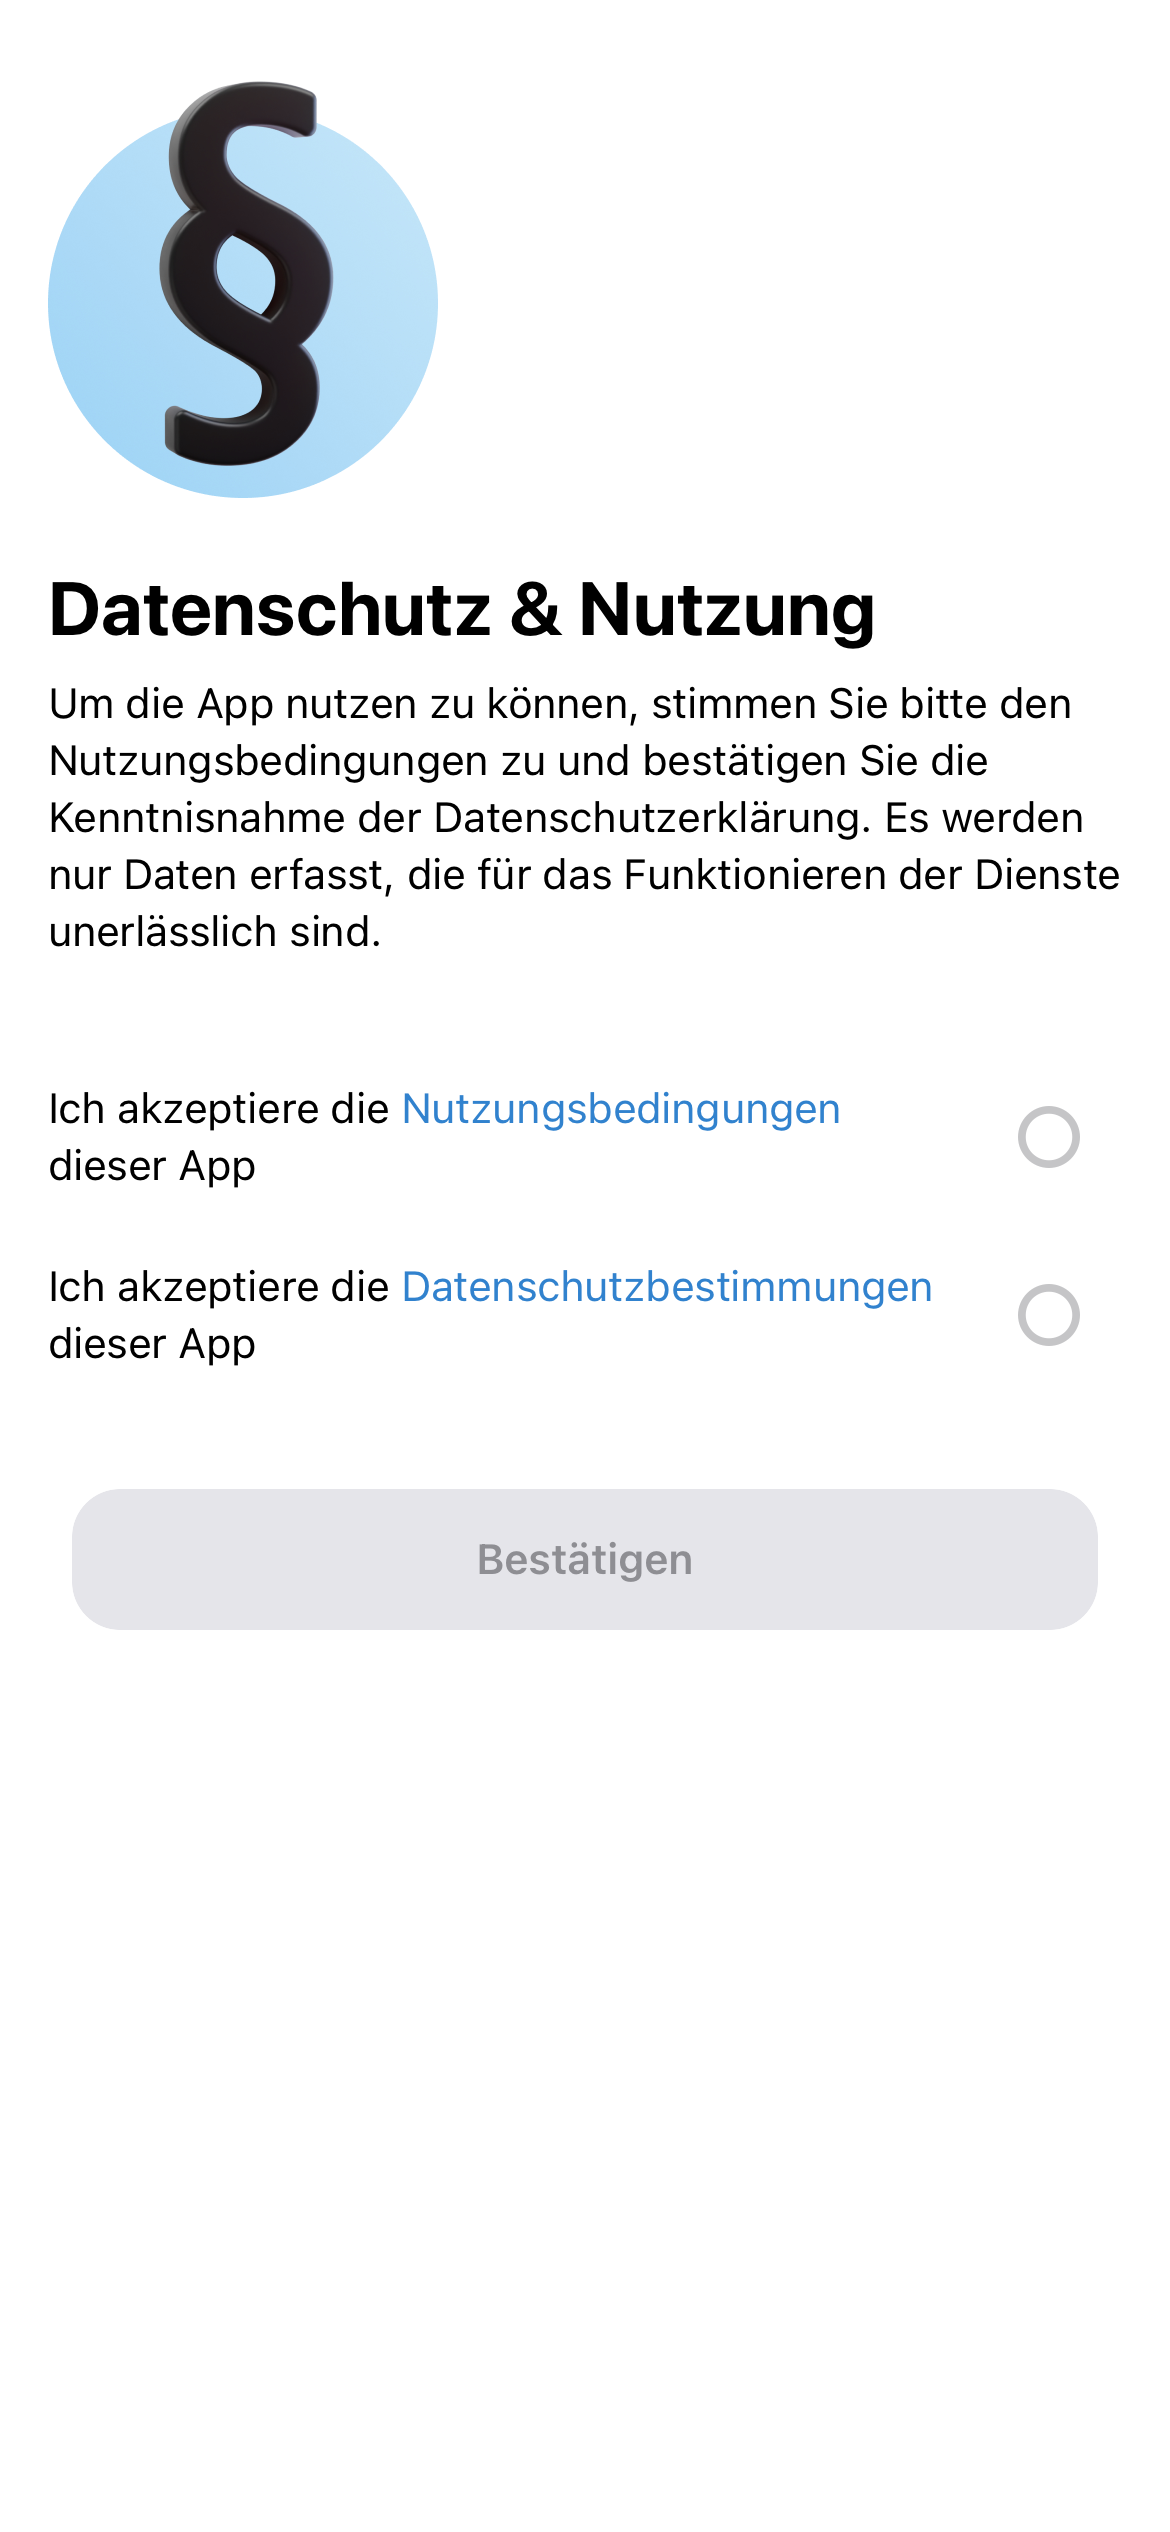 §
Datenschutz & Nutzung
Um die App nutzen zu können, stimmen Sie bitte den
Nutzungsbedingungen zu und bestätigen Sie die
Kenntnisnahme der Datenschutzerklärung. Es werden
nur Daten erfasst, die für das Funktionieren der Dienste
unerlässlich sind.
Ich akzeptiere die Nutzungsbedingungen
dieser App
Ich akzeptiere die Datenschutzbestimmungen
dieser App
Bestätigen